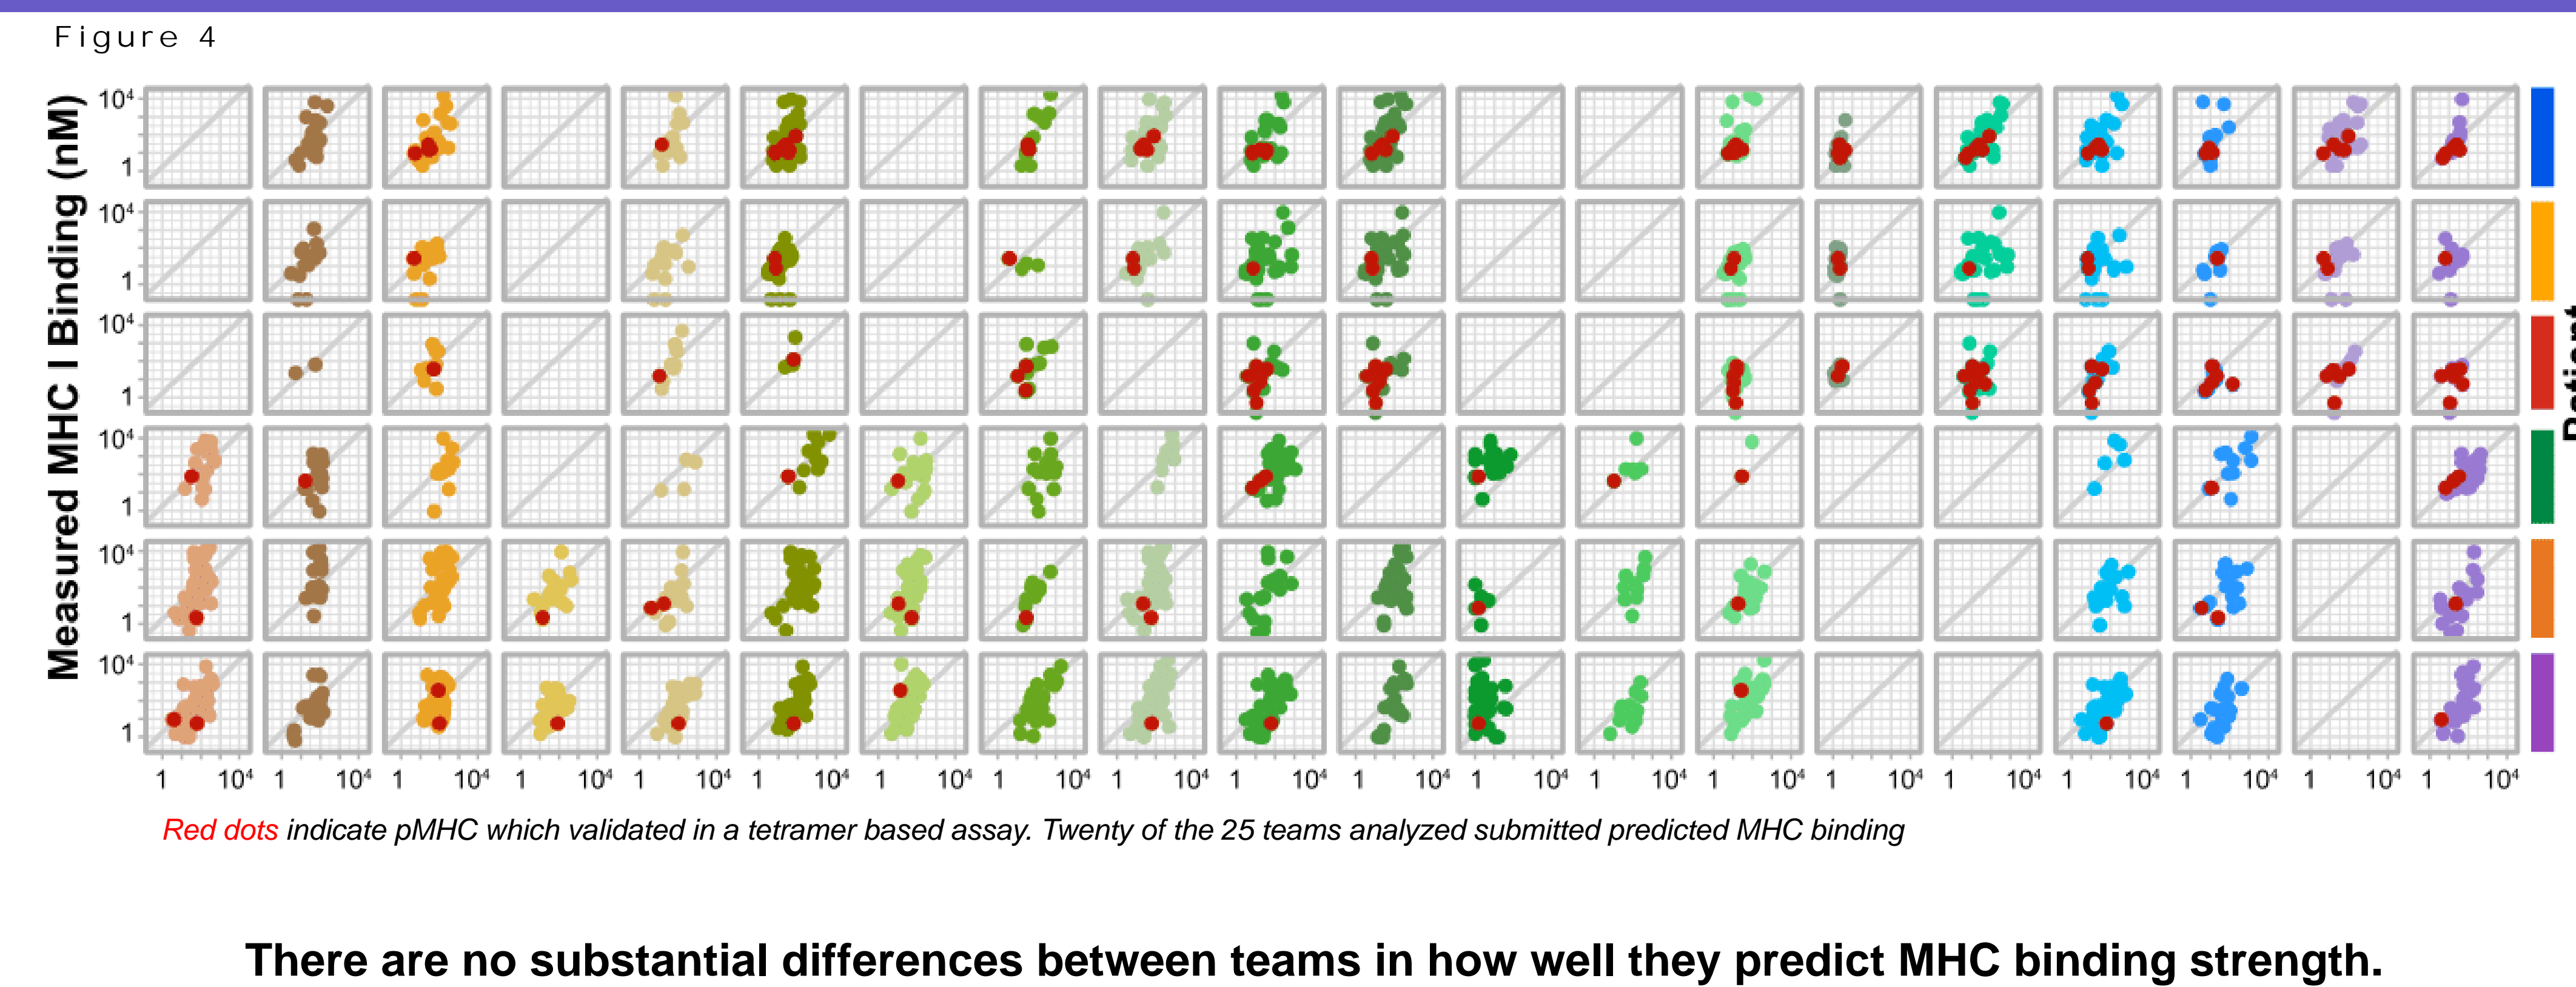 Figure 4
Measured MHC I Binding (nM)
10⁴
1
10⁴
1
10⁴
1
10⁴
1
10⁴
1
10⁴
1
1 10⁴ 1 10⁴ 1 10⁴ 1 10⁴ 1 10⁴ 1 10⁴ 1 10⁴ 1 10⁴ 1 10⁴ 1 10⁴ 1 10⁴ 1 10⁴ 1 10⁴ 1 10⁴ 1 10⁴ 1 10⁴ 1 10⁴ 1 10⁴ 1 10⁴ 1 10⁴
Red dots indicate pMHC which validated in a tetramer based assay. Twenty of the 25 teams analyzed submitted predicted MHC binding
There are no substantial differences between teams in how well they predict MHC binding strength.